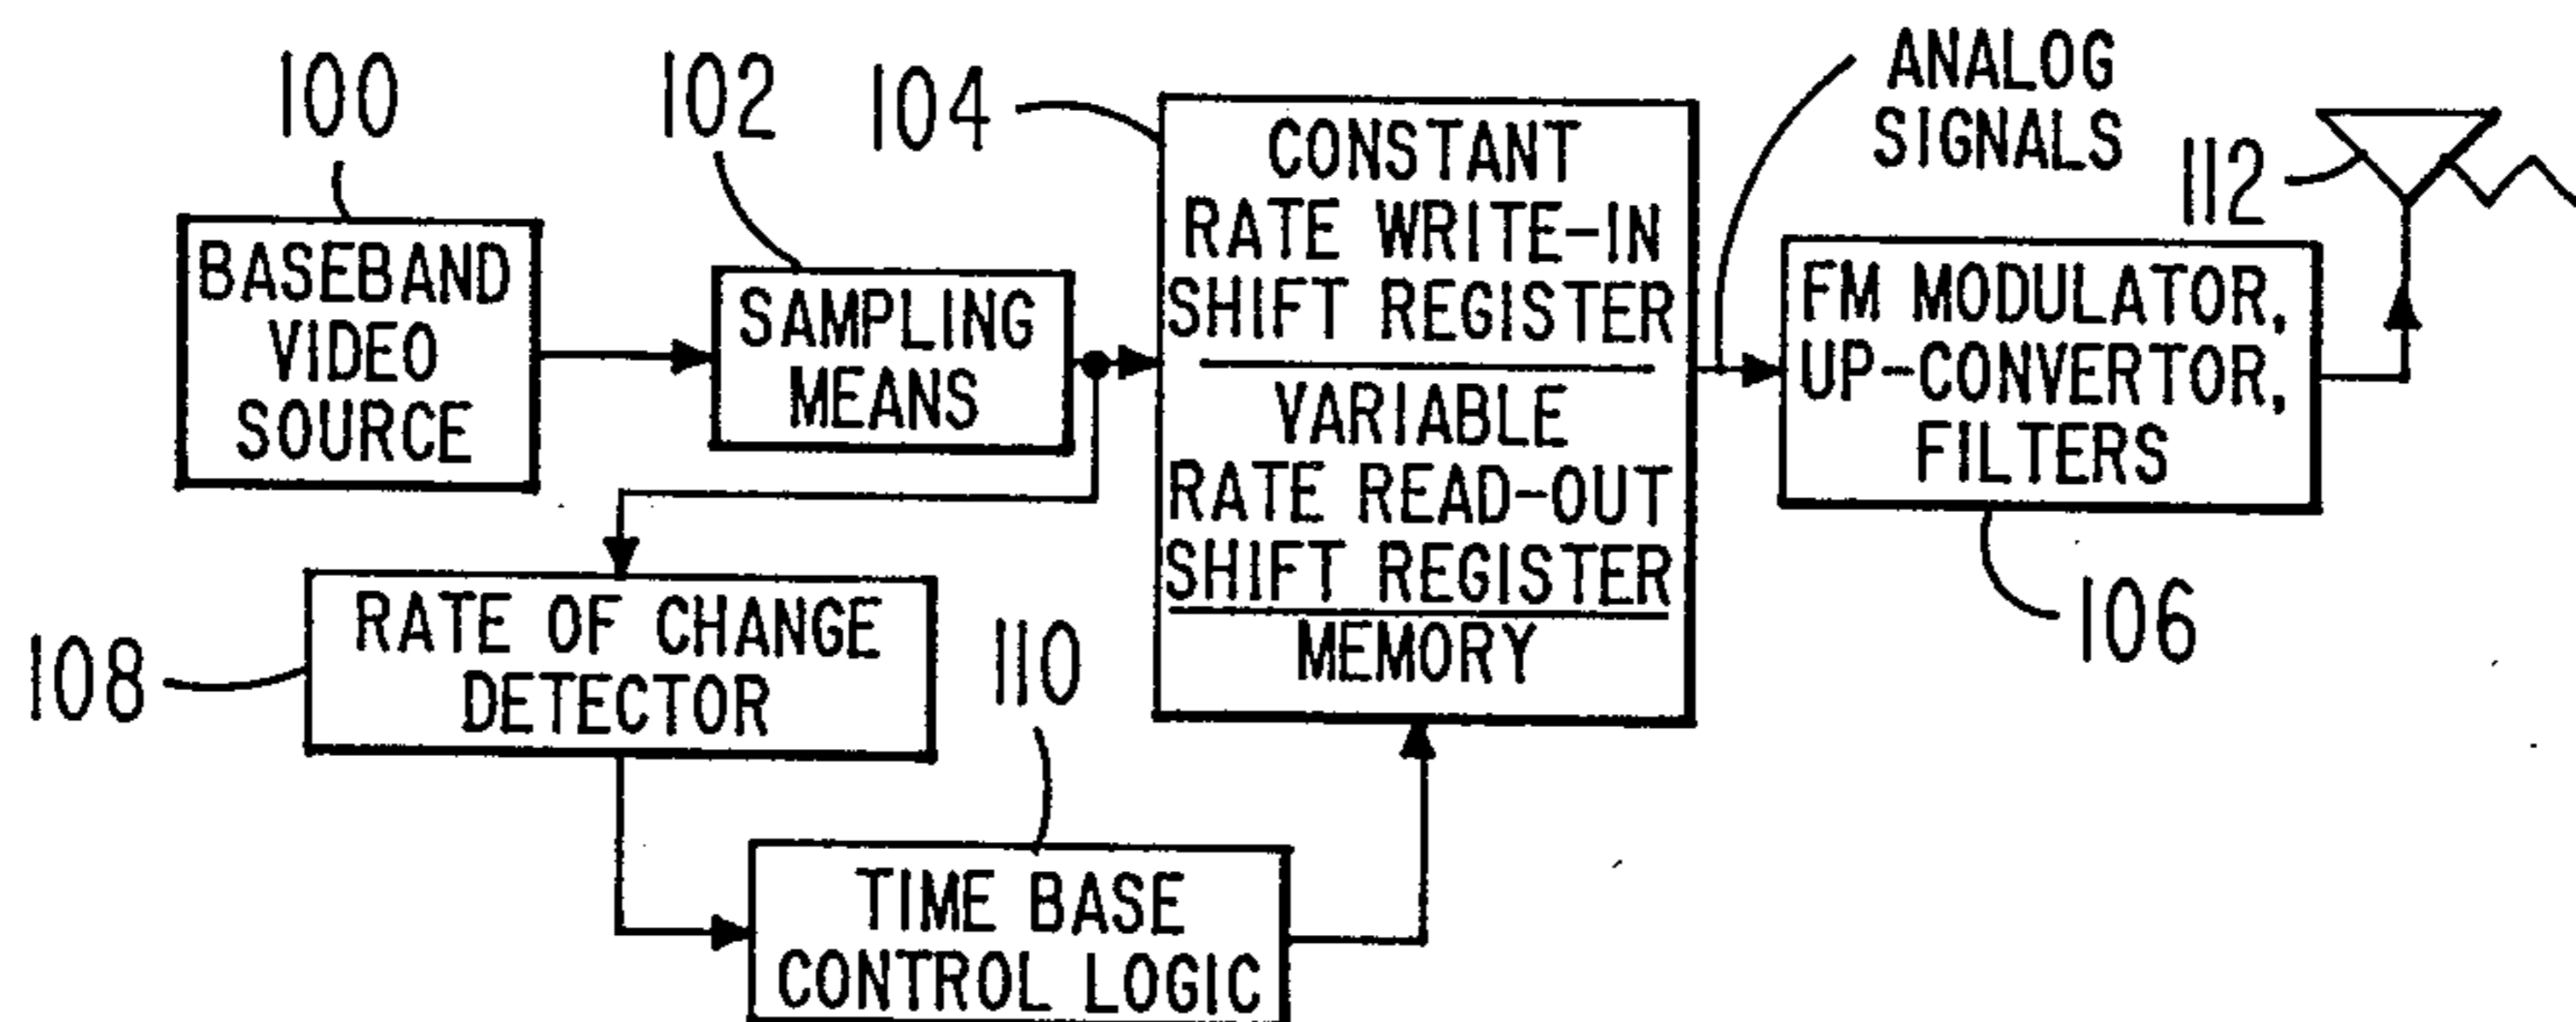 100
BASEBAND
VIDEO
SOURCE
102
SAMPLING
MEANS
104
CONSTANT
RATE WRITE-IN
SHIFT REGISTER
VARIABLE
RATE READ-OUT
SHIFT REGISTER
MEMORY
ANALOG
SIGNALS
112
FM MODULATOR,
UP-CONVERTOR,
FILTERS
106
108
RATE OF CHANGE
DETECTOR
110
TIME BASE
CONTROL LOGIC